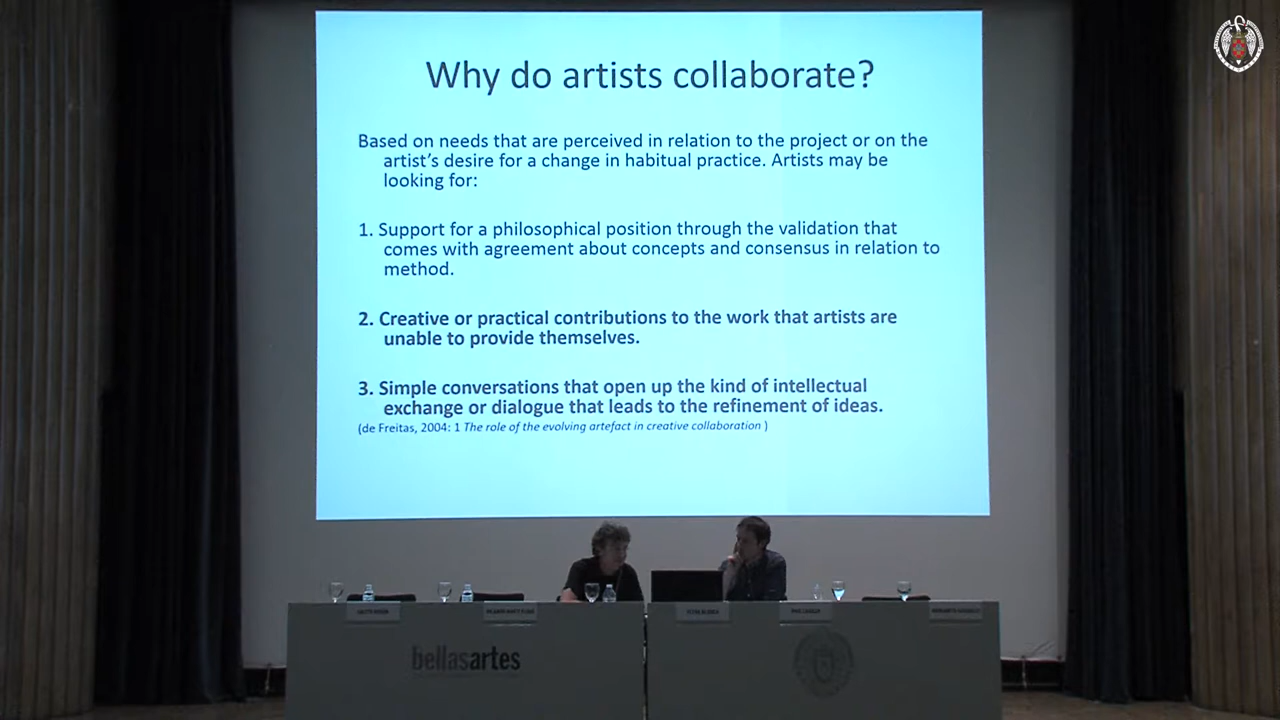 Why do artists collaborate?
Based on needs that are perceived in relation to the project or on the
artist's desire for a change in habitual practice. Artists may be
looking for:
1. Support for a philosophical position through the validation that
comes with agreement about concepts and consensus in relation to
method.
2. Creative or practical contributions to the work that artists are
unable to provide themselves.
3. Simple conversations that open up the kind of intellectual
exchange or dialogue that leads to the refinement of ideas.
(de Freitas, 2004: 1 The role of the evolving artefact in creative collaboration )
bellasartes